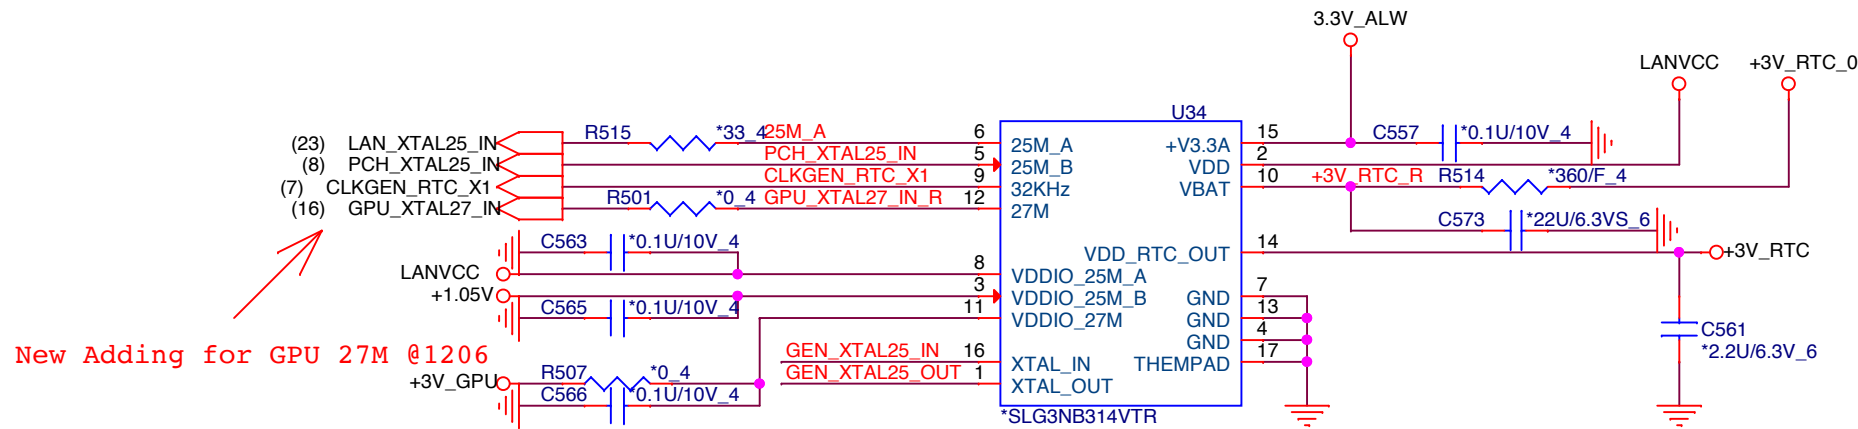 3.3V_ALW
LANVCC
+3V_RTC_0
U34
(23) LAN_XTAL25_IN
R515
*33_4
25M_A
6
25M_A
+V3.3A
15
C557
*0.1U/10V_4
(8) PCH_XTAL25_IN
PCH_XTAL25_IN
5
25M_B
VDD
2
(7) CLKGEN_RTC_X1
CLKGEN_RTC_X1
9
32KHz
VBAT
10
+3V_RTC_R
R514
*360/F_4
(16) GPU_XTAL27_IN
R501
*0_4
GPU_XTAL27_IN_R
12
27M
C573
*22U/6.3VS_6
C563
*0.1U/10V_4
VDD_RTC_OUT
14
+3V_RTC
LANVCC
8
VDDIO_25M_A
+1.05V
3
VDDIO_25M_B
GND
7
C565
*0.1U/10V_4
11
VDDIO_27M
GND
13
GND
4
C561
*2.2U/6.3V_6
New Adding for GPU 27M @1206
GEN_XTAL25_IN
16
XTAL_IN
THEMPAD
17
+3V_GPU
R507
*0_4
GEN_XTAL25_OUT
1
XTAL_OUT
C566
*0.1U/10V_4
*SLG3NB314VTR